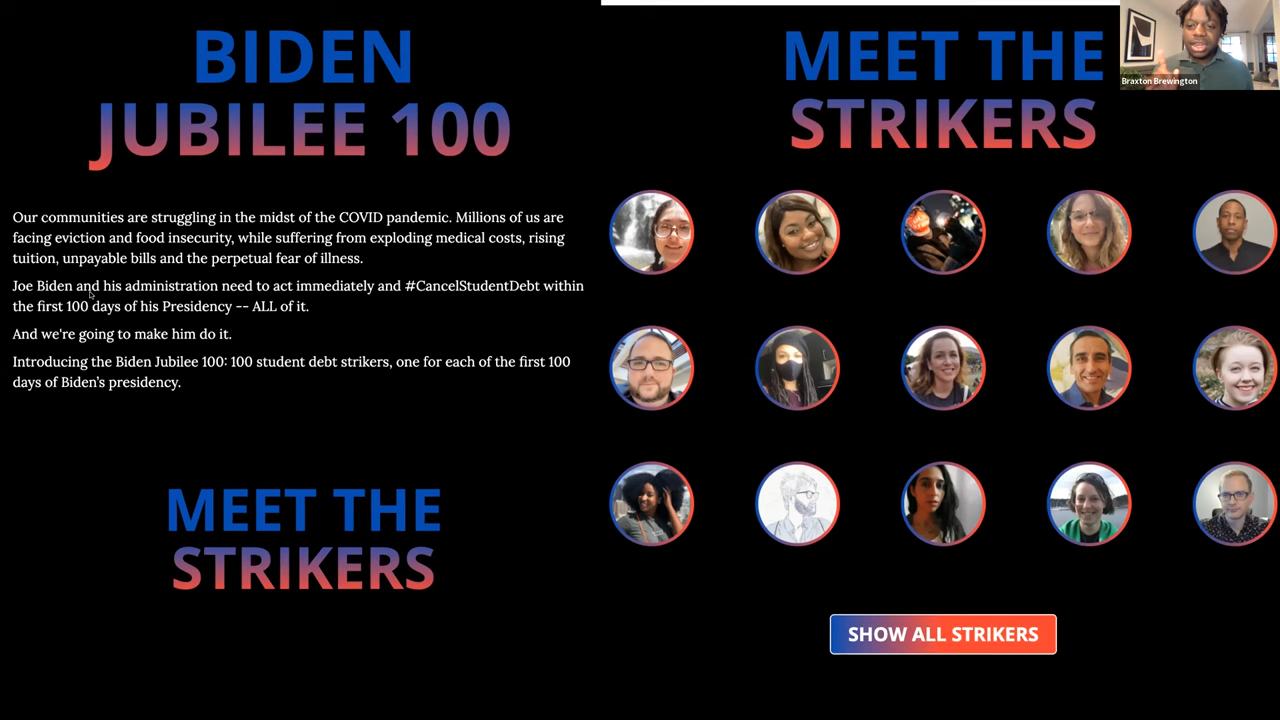 BIDEN
JUBILEE 100
Our communities are struggling in the midst of the COVID pandemic. Millions of us are
facing eviction and food insecurity, while suffering from exploding medical costs, rising
tuition, unpayable bills and the perpetual fear of illness.
Joe Biden and his administration need to act immediately and #CancelStudentDebt within
the first 100 days of his Presidency -- ALL of it.
And we're going to make him do it.
Introducing the Biden Jubilee 100: 100 student debt strikers, one for each of the first 100
days of Biden’s presidency.
MEET THE
STRIKERS
MEET THE
STRIKERS
SHOW ALL STRIKERS
Braxton Brewington